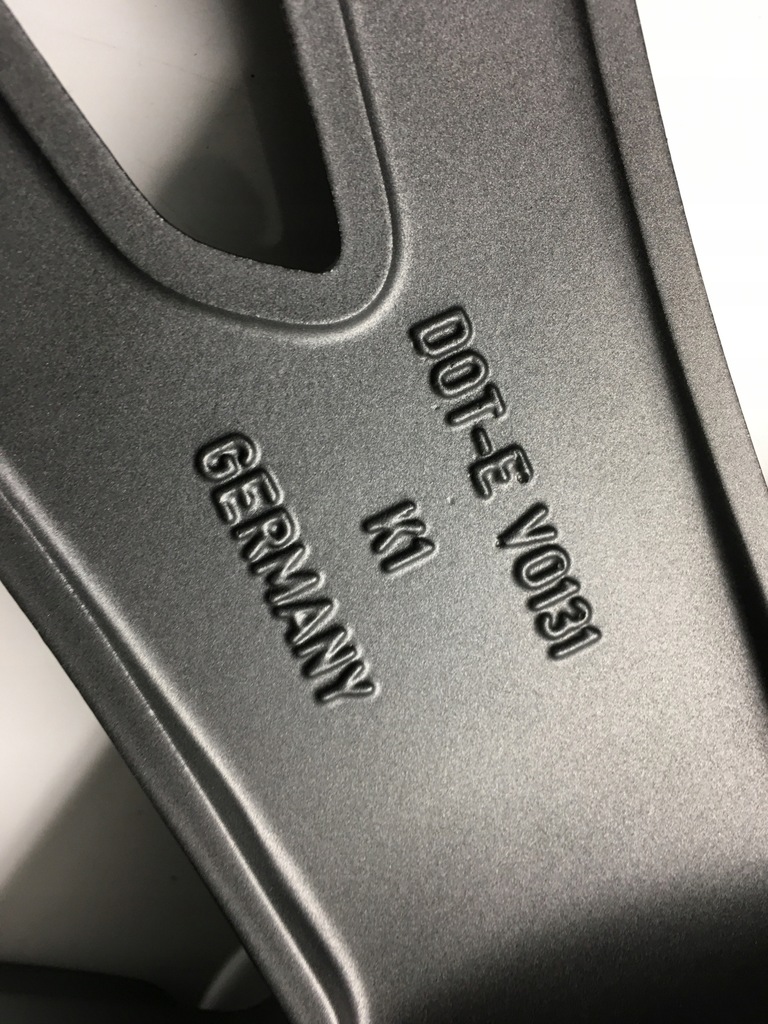 DOT-E V0131
K1
GERMANY